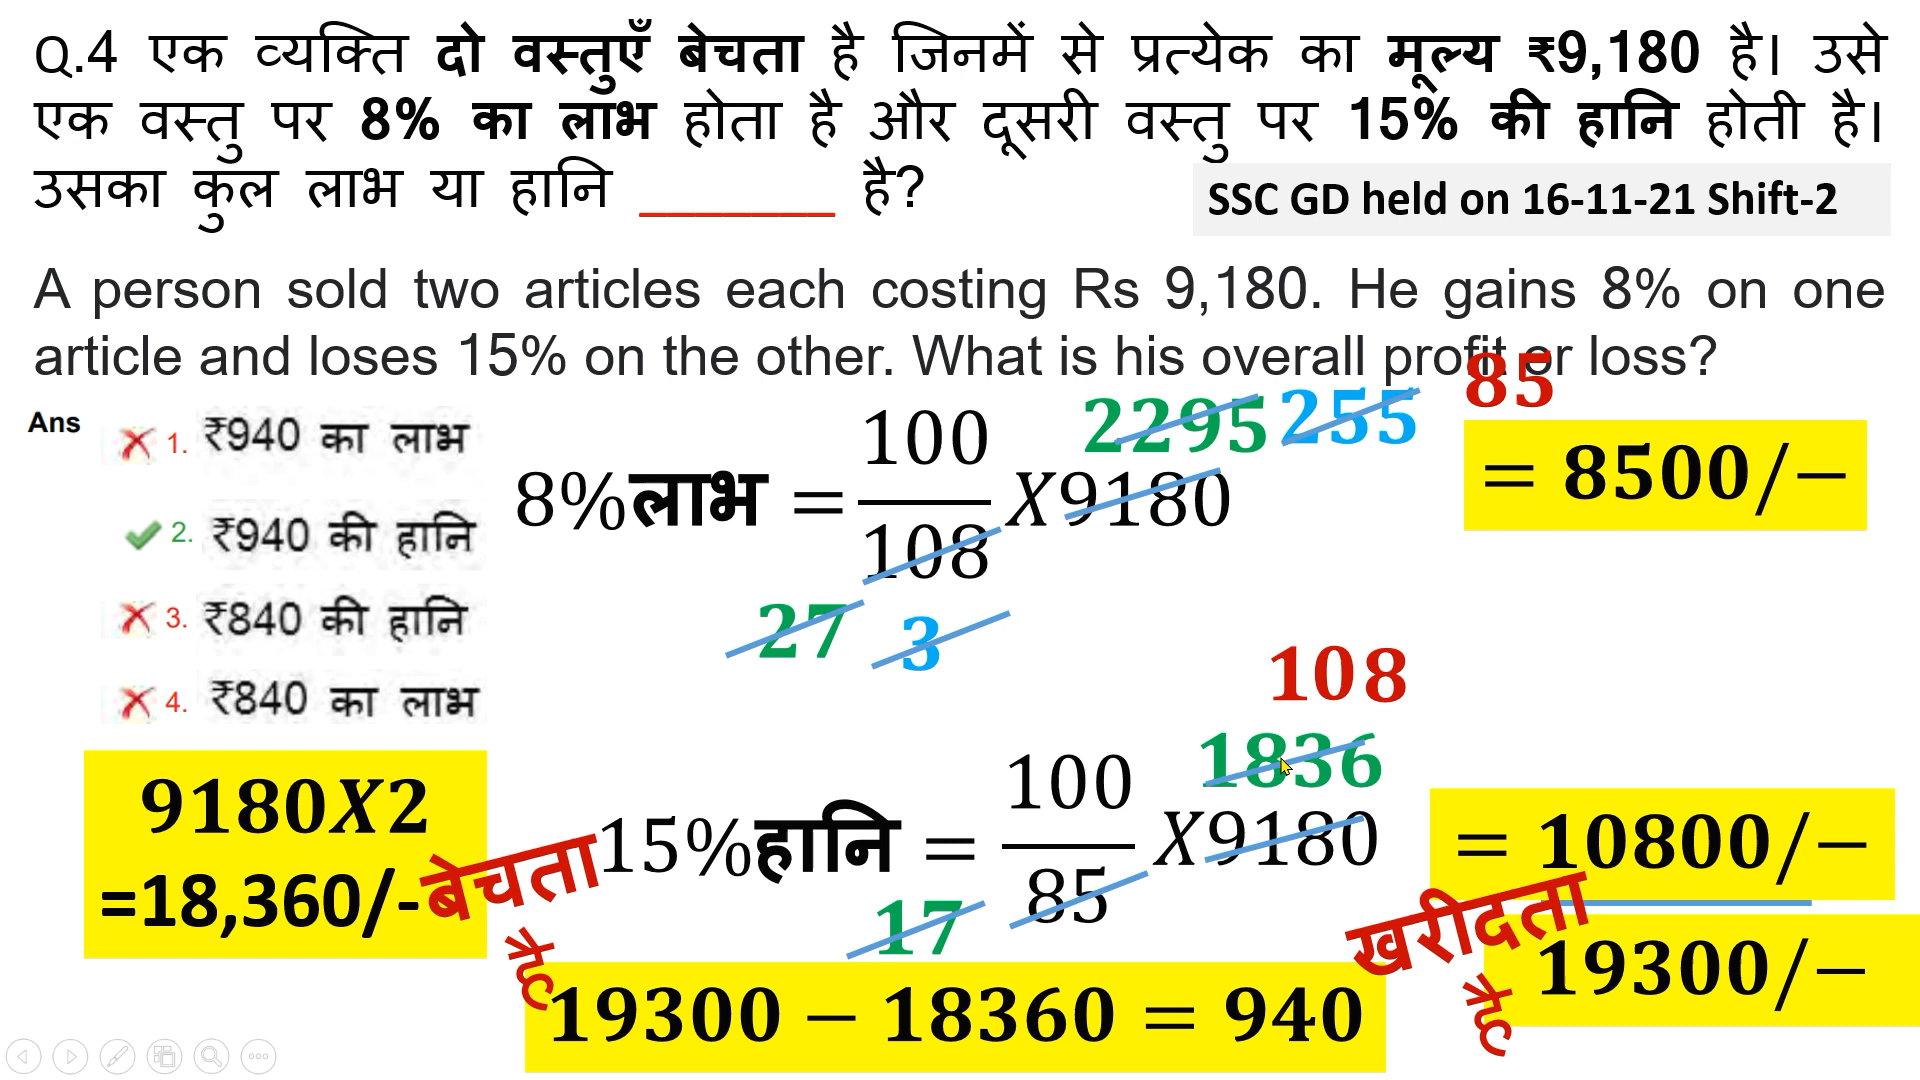 Q.4 एक व्यक्ति दो वस्तुएँ बेचता है जिनमें से प्रत्येक का मूल्य ₹9,180 है। उसे
एक वस्तु पर 8% का लाभ होता है और दूसरी वस्तु पर 15% की हानि होती है।
उसका कुल लाभ या हानि _______ है?
SSC GD held on 16-11-21 Shift-2
A person sold two articles each costing Rs 9,180. He gains 8% on one
article and loses 15% on the other. What is his overall profit or loss?
Ans
1. ₹940 का लाभ
2. ₹940 की हानि
3. ₹840 की हानि
4. ₹840 का लाभ
85
2295 255
100
8%लाभ = X9180
108
= 8500/−
27 3
108
1836
100
15%हानि = X9180
85
17
= 10800/−
खरीदता
है
19300/−
9180X2
=18,360/-
बेचता
है
19300 − 18360 = 940